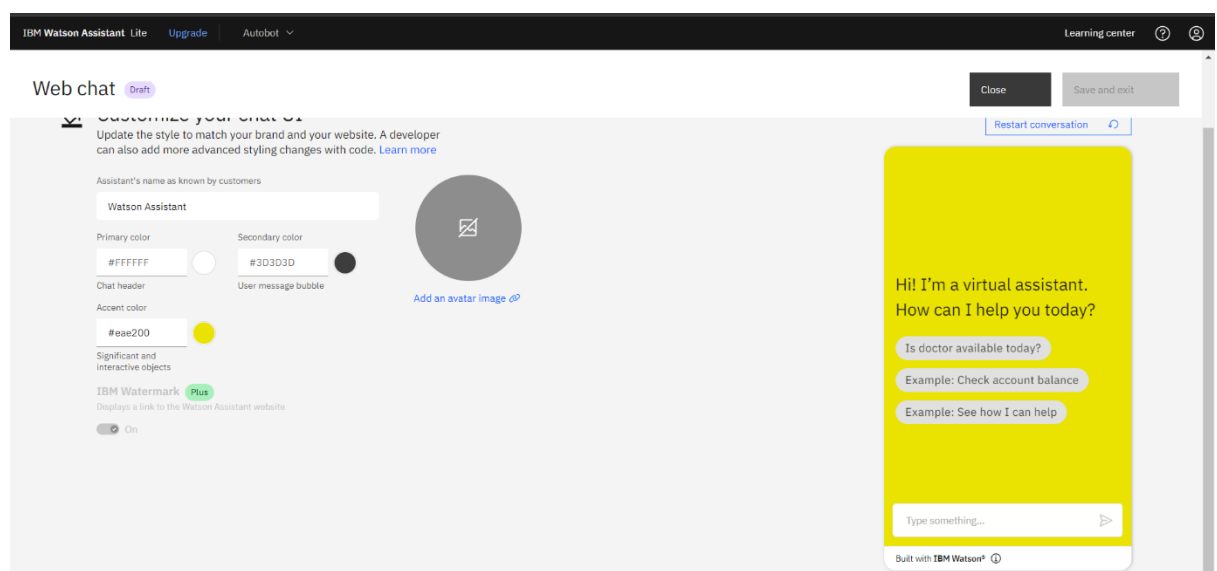 IBM Watson Assistant Lite Upgrade Autobot Learning center
Web chat Draft Close Save and exit
Customize your chat UI
Update the style to match your brand and your website. A developer
can also add more advanced styling changes with code. Learn more
Assistant's name as known by customers
Watson Assistant
Primary color Secondary color
#FFFFFF #3D3D3D
Chat header User message bubble
Accent color
#eae200
Significant and
interactive objects
IBM Watermark Plus
Displays a link to the Watson Assistant website
On
Add an avatar image
Restart conversation
Hi! I'm a virtual assistant.
How can I help you today?
Is doctor available today?
Example: Check account balance
Example: See how I can help
Type something...
Built with IBM Watson®